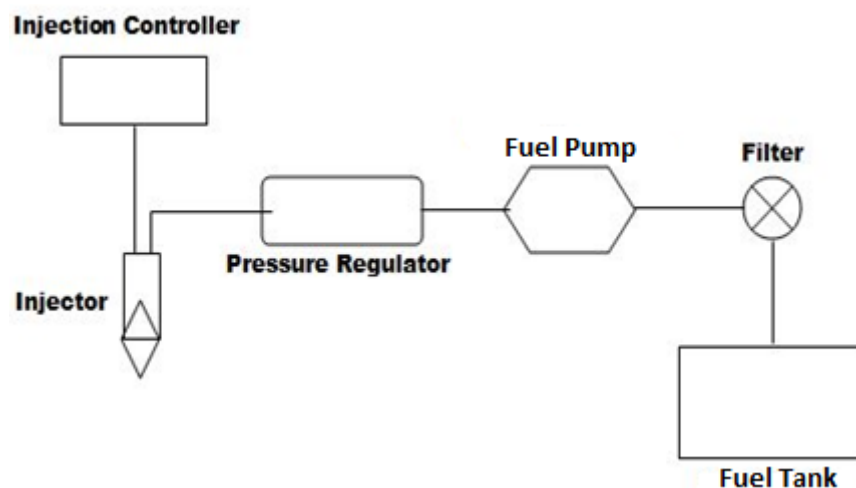 Injection Controller
Fuel Pump
Filter
Pressure Regulator
Injector
Fuel Tank